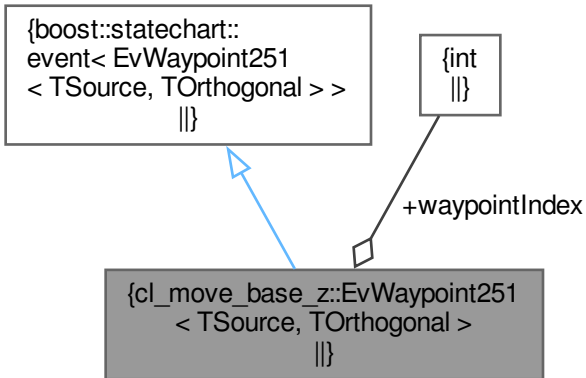 {boost::statechart::
event< EvWaypoint251
< TSource, TOrthogonal > >
||}
{int
||}
+waypointIndex
{cl_move_base_z::EvWaypoint251
< TSource, TOrthogonal >
||}